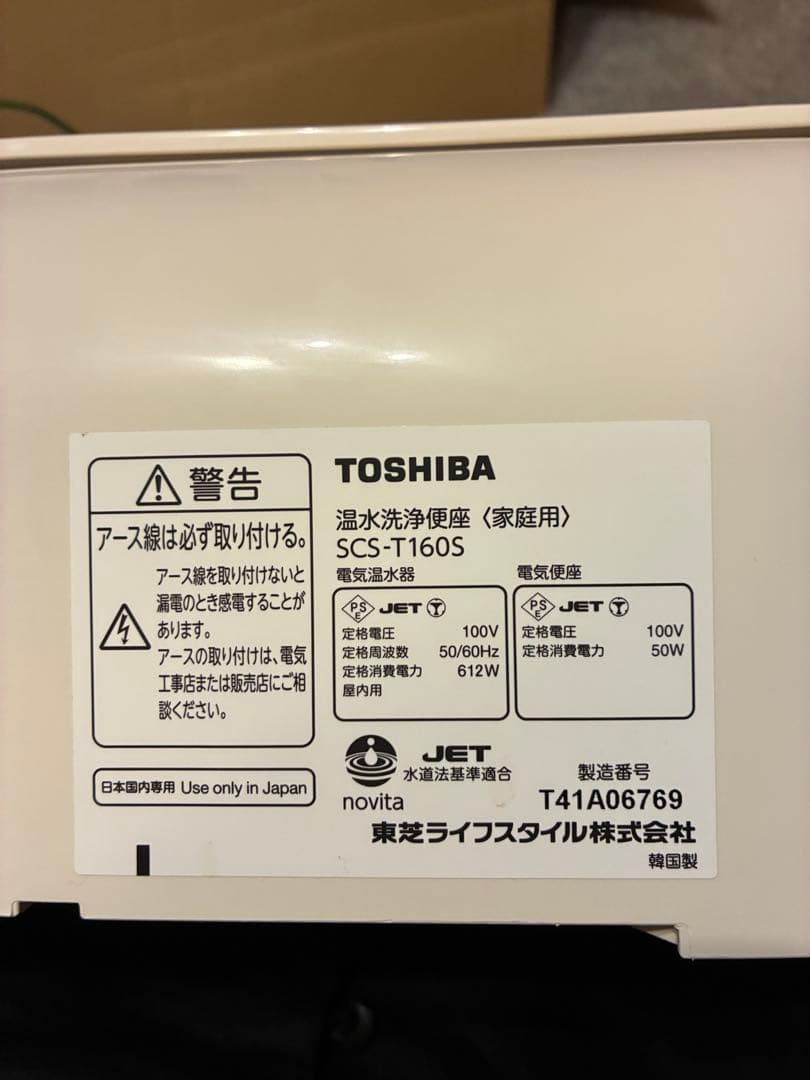 警告
アース線は必ず取り付ける。
アース線を取り付けないと
漏電のとき感電することが
あります。
アースの取り付けは、電気
工事店または販売店にご相
談ください。
日本国内専用 Use only in Japan
TOSHIBA
温水洗浄便座〈家庭用〉
SCS-T160S
電気温水器
PSE JET T
定格電圧 100V
定格周波数 50/60Hz
定格消費電力 612W
屋内用
電気便座
PSE JET T
定格電圧 100V
定格消費電力 50W
JET
水道法基準適合
novita
製造番号
T41A06769
東芝ライフスタイル株式会社
韓国製